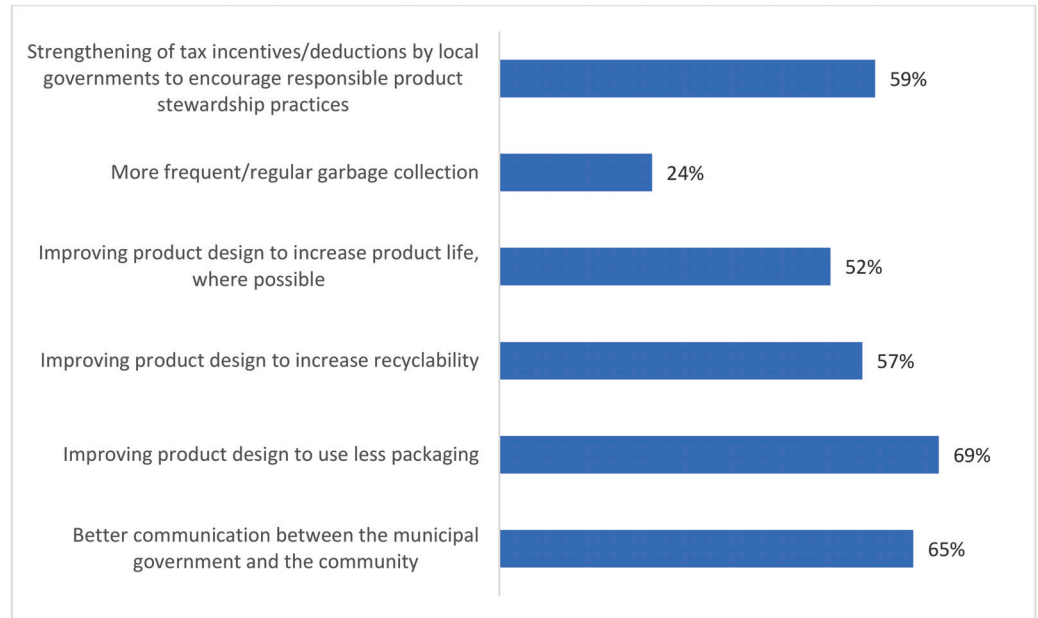 Strengthening of tax incentives/deductions by local
governments to encourage responsible product
stewardship practices
59%
More frequent/regular garbage collection
24%
Improving product design to increase product life,
where possible
52%
Improving product design to increase recyclability
57%
Improving product design to use less packaging
69%
Better communication between the municipal
government and the community
65%